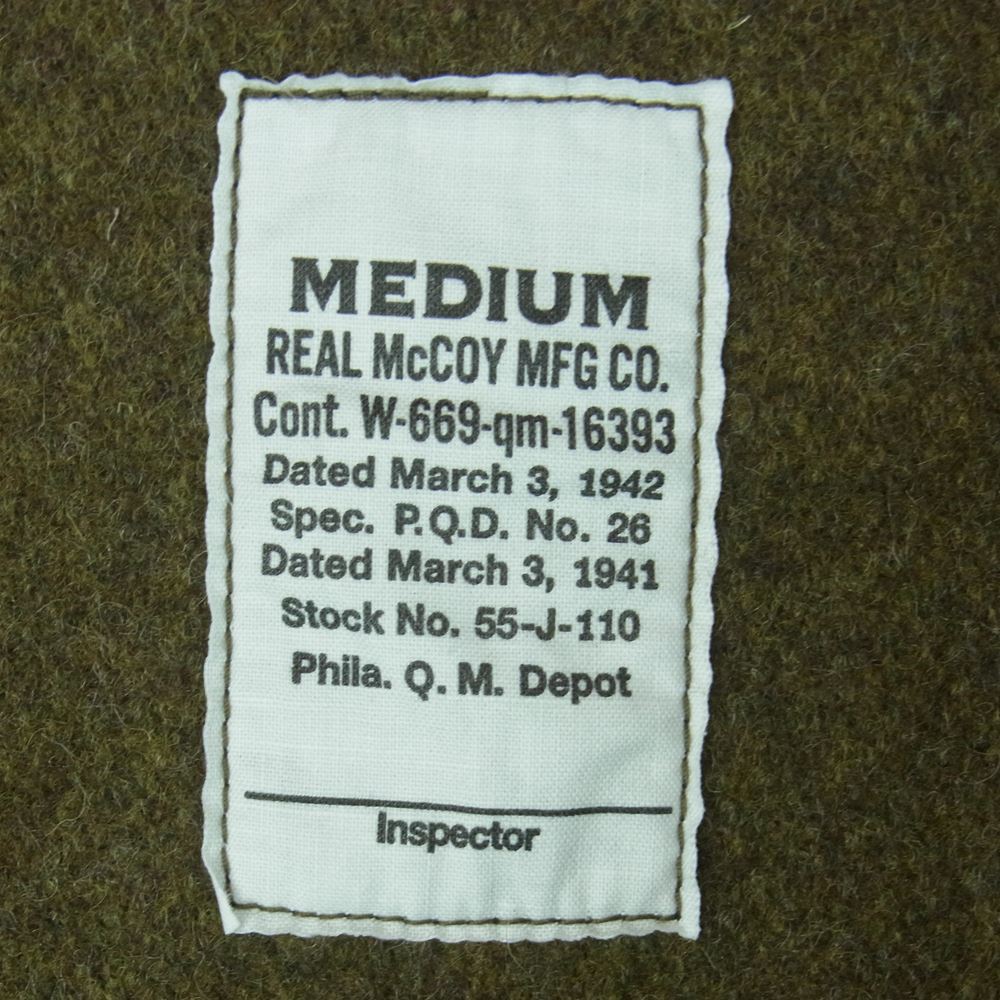 MEDIUM
REAL McCOY MFG CO.
Cont. W-669-qm-16393
Dated March 3, 1942
Spec. P.Q.D. No. 26
Dated March 3, 1941
Stock No. 55-J-110
Phila. Q. M. Depot
Inspector